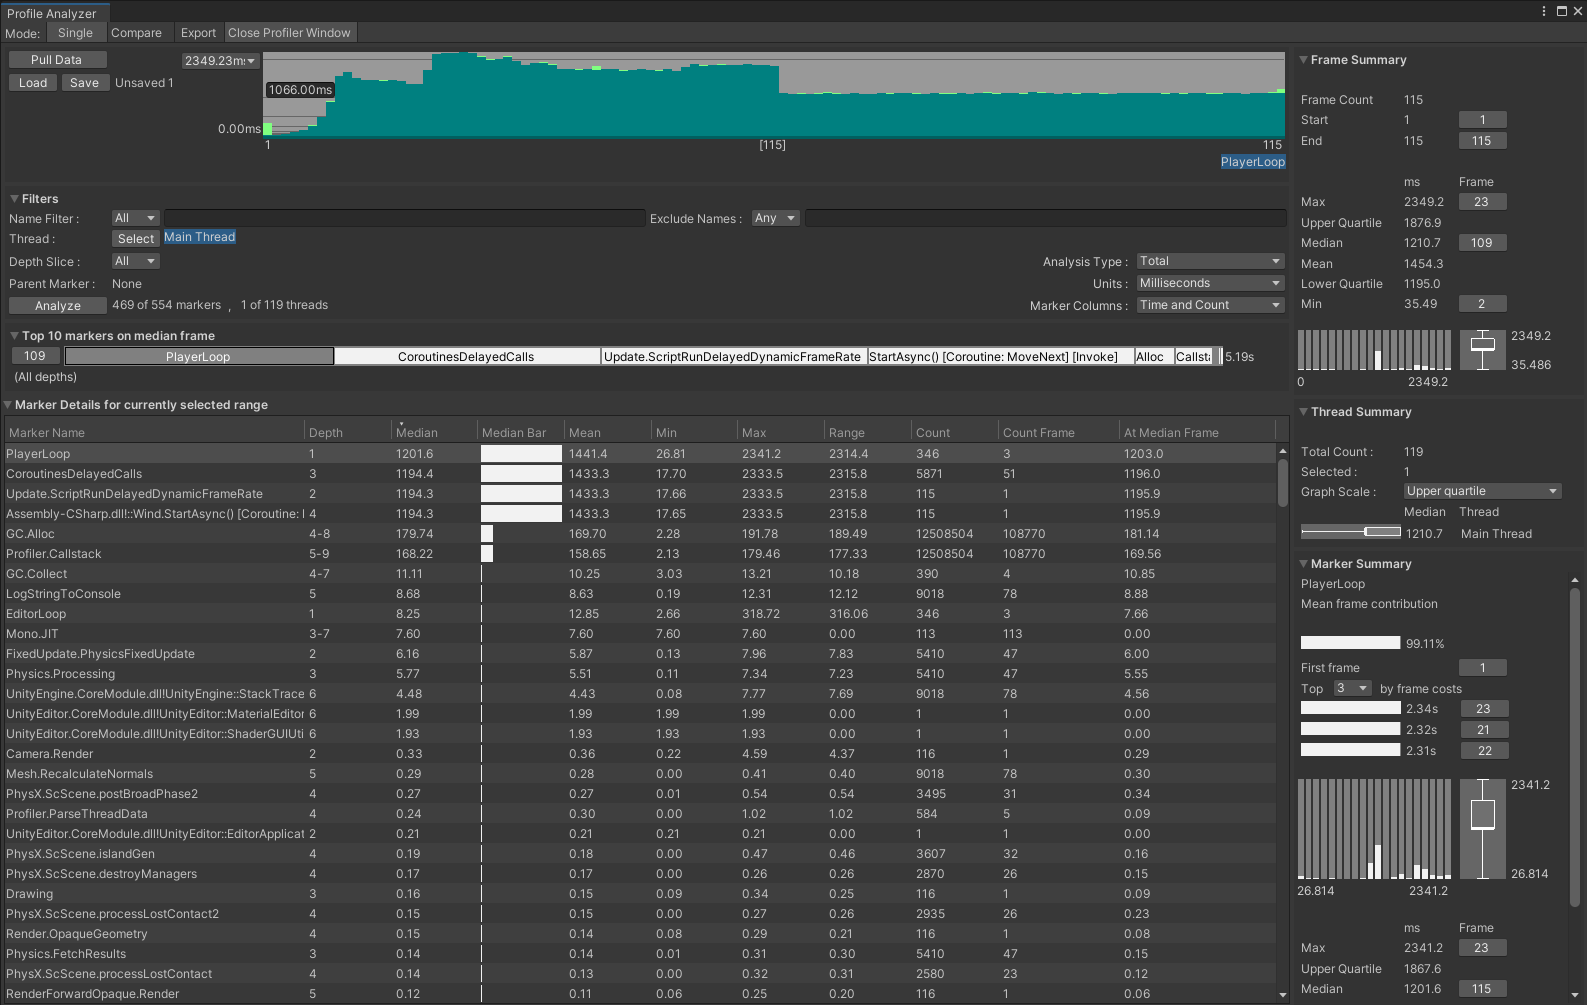 Profile Analyzer
Mode: Single Compare Export Close Profiler Window
Pull Data
Load Save Unsaved 1
2349.23ms
1066.00ms
0.00ms
1 [115] 115
PlayerLoop
Filters
Name Filter : All Exclude Names : Any
Thread : Select Main Thread
Depth Slice : All Analysis Type : Total
Parent Marker : None Units : Milliseconds
Analyze 469 of 554 markers , 1 of 119 threads Marker Columns : Time and Count
Top 10 markers on median frame
109 PlayerLoop CoroutinesDelayedCalls Update.ScriptRunDelayedDynamicFrameRate StartAsync() [Coroutine: MoveNext] [Invoke] Alloc Callsta 5.19s
(All depths)
Marker Details for currently selected range
Marker Name Depth Median Median Bar Mean Min Max Range Count Count Frame At Median Frame
PlayerLoop 1 1201.6 1441.4 26.81 2341.2 2314.4 346 3 1203.0
CoroutinesDelayedCalls 3 1194.4 1433.3 17.70 2333.5 2315.8 5871 51 1196.0
Update.ScriptRunDelayedDynamicFrameRate 2 1194.3 1433.3 17.66 2333.5 2315.8 115 1 1195.9
Assembly-CSharp.dll!::Wind.StartAsync() [Coroutine: 4 1194.3 1433.3 17.65 2333.5 2315.8 115 1 1195.9
GC.Alloc 4-8 179.74 169.70 2.28 191.78 189.49 12508504 108770 181.14
Profiler.Callstack 5-9 168.22 158.65 2.13 179.46 177.33 12508504 108770 169.56
GC.Collect 4-7 11.11 10.25 3.03 13.21 10.18 390 4 10.85
LogStringToConsole 5 8.68 8.63 0.19 12.31 12.12 9018 78 8.88
EditorLoop 1 8.25 12.85 2.66 318.72 316.06 346 3 7.66
Mono.JIT 3-7 7.60 7.60 7.60 7.60 0.00 113 113 0.00
FixedUpdate.PhysicsFixedUpdate 2 6.16 5.87 0.13 7.96 7.83 5410 47 6.00
Physics.Processing 3 5.77 5.51 0.11 7.34 7.23 5410 47 5.55
UnityEngine.CoreModule.dll!UnityEngine::StackTrace 6 4.48 4.43 0.08 7.77 7.69 9018 78 4.56
UnityEditor.CoreModule.dll!UnityEditor::MaterialEditor 6 1.99 1.99 1.99 1.99 0.00 1 1 0.00
UnityEditor.CoreModule.dll!UnityEditor::ShaderGUIUti 6 1.93 1.93 1.93 1.93 0.00 1 1 0.00
Camera.Render 2 0.33 0.36 0.22 4.59 4.37 116 1 0.29
Mesh.RecalculateNormals 5 0.29 0.28 0.00 0.41 0.40 9018 78 0.30
PhysX.ScScene.postBroadPhase2 4 0.27 0.27 0.01 0.54 0.54 3495 31 0.34
Profiler.ParseThreadData 4 0.24 0.30 0.00 1.02 1.02 584 5 0.09
UnityEditor.CoreModule.dll!UnityEditor::EditorApplicat 2 0.21 0.21 0.21 0.21 0.00 1 1 0.00
PhysX.ScScene.islandGen 4 0.19 0.18 0.00 0.47 0.46 3607 32 0.16
PhysX.ScScene.destroyManagers 4 0.17 0.17 0.00 0.26 0.26 2870 26 0.15
Drawing 3 0.16 0.15 0.09 0.34 0.25 116 1 0.09
PhysX.ScScene.processLostContact2 4 0.15 0.15 0.00 0.27 0.26 2935 26 0.23
Render.OpaqueGeometry 4 0.15 0.14 0.08 0.29 0.21 116 1 0.08
Physics.FetchResults 3 0.14 0.14 0.01 0.31 0.30 5410 47 0.15
PhysX.ScScene.processLostContact 4 0.14 0.13 0.00 0.32 0.31 2580 23 0.12
RenderForwardOpaque.Render 5 0.12 0.11 0.06 0.25 0.20 116 1 0.06
Frame Summary
Frame Count 115
Start 1 1
End 115 115
ms Frame
Max 2349.2 23
Upper Quartile 1876.9
Median 1210.7 109
Mean 1454.3
Lower Quartile 1195.0
Min 35.49 2
2349.2
35.486
0 2349.2
Thread Summary
Total Count : 119
Selected : 1
Graph Scale : Upper quartile
Median Thread
1210.7 Main Thread
Marker Summary
PlayerLoop
Mean frame contribution
99.11%
First frame 1
Top 3 by frame costs
2.34s 23
2.32s 21
2.31s 22
2341.2
26.814
26.814 2341.2
ms Frame
Max 2341.2 23
Upper Quartile 1867.6
Median 1201.6 115